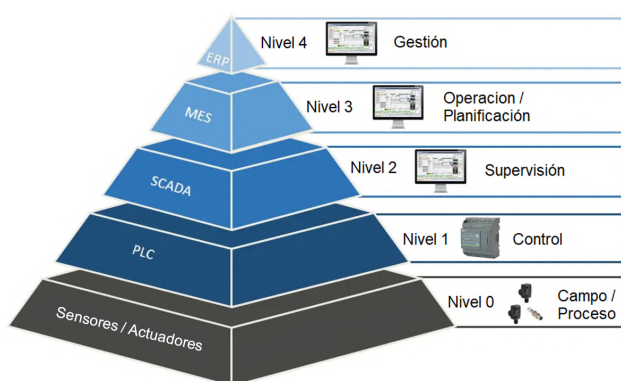 ERP
Nivel 4
Gestión
MES
Nivel 3
Operacion /
Planificación
SCADA
Nivel 2
Supervisión
PLC
Nivel 1
Control
Sensores / Actuadores
Nivel 0
Campo /
Proceso